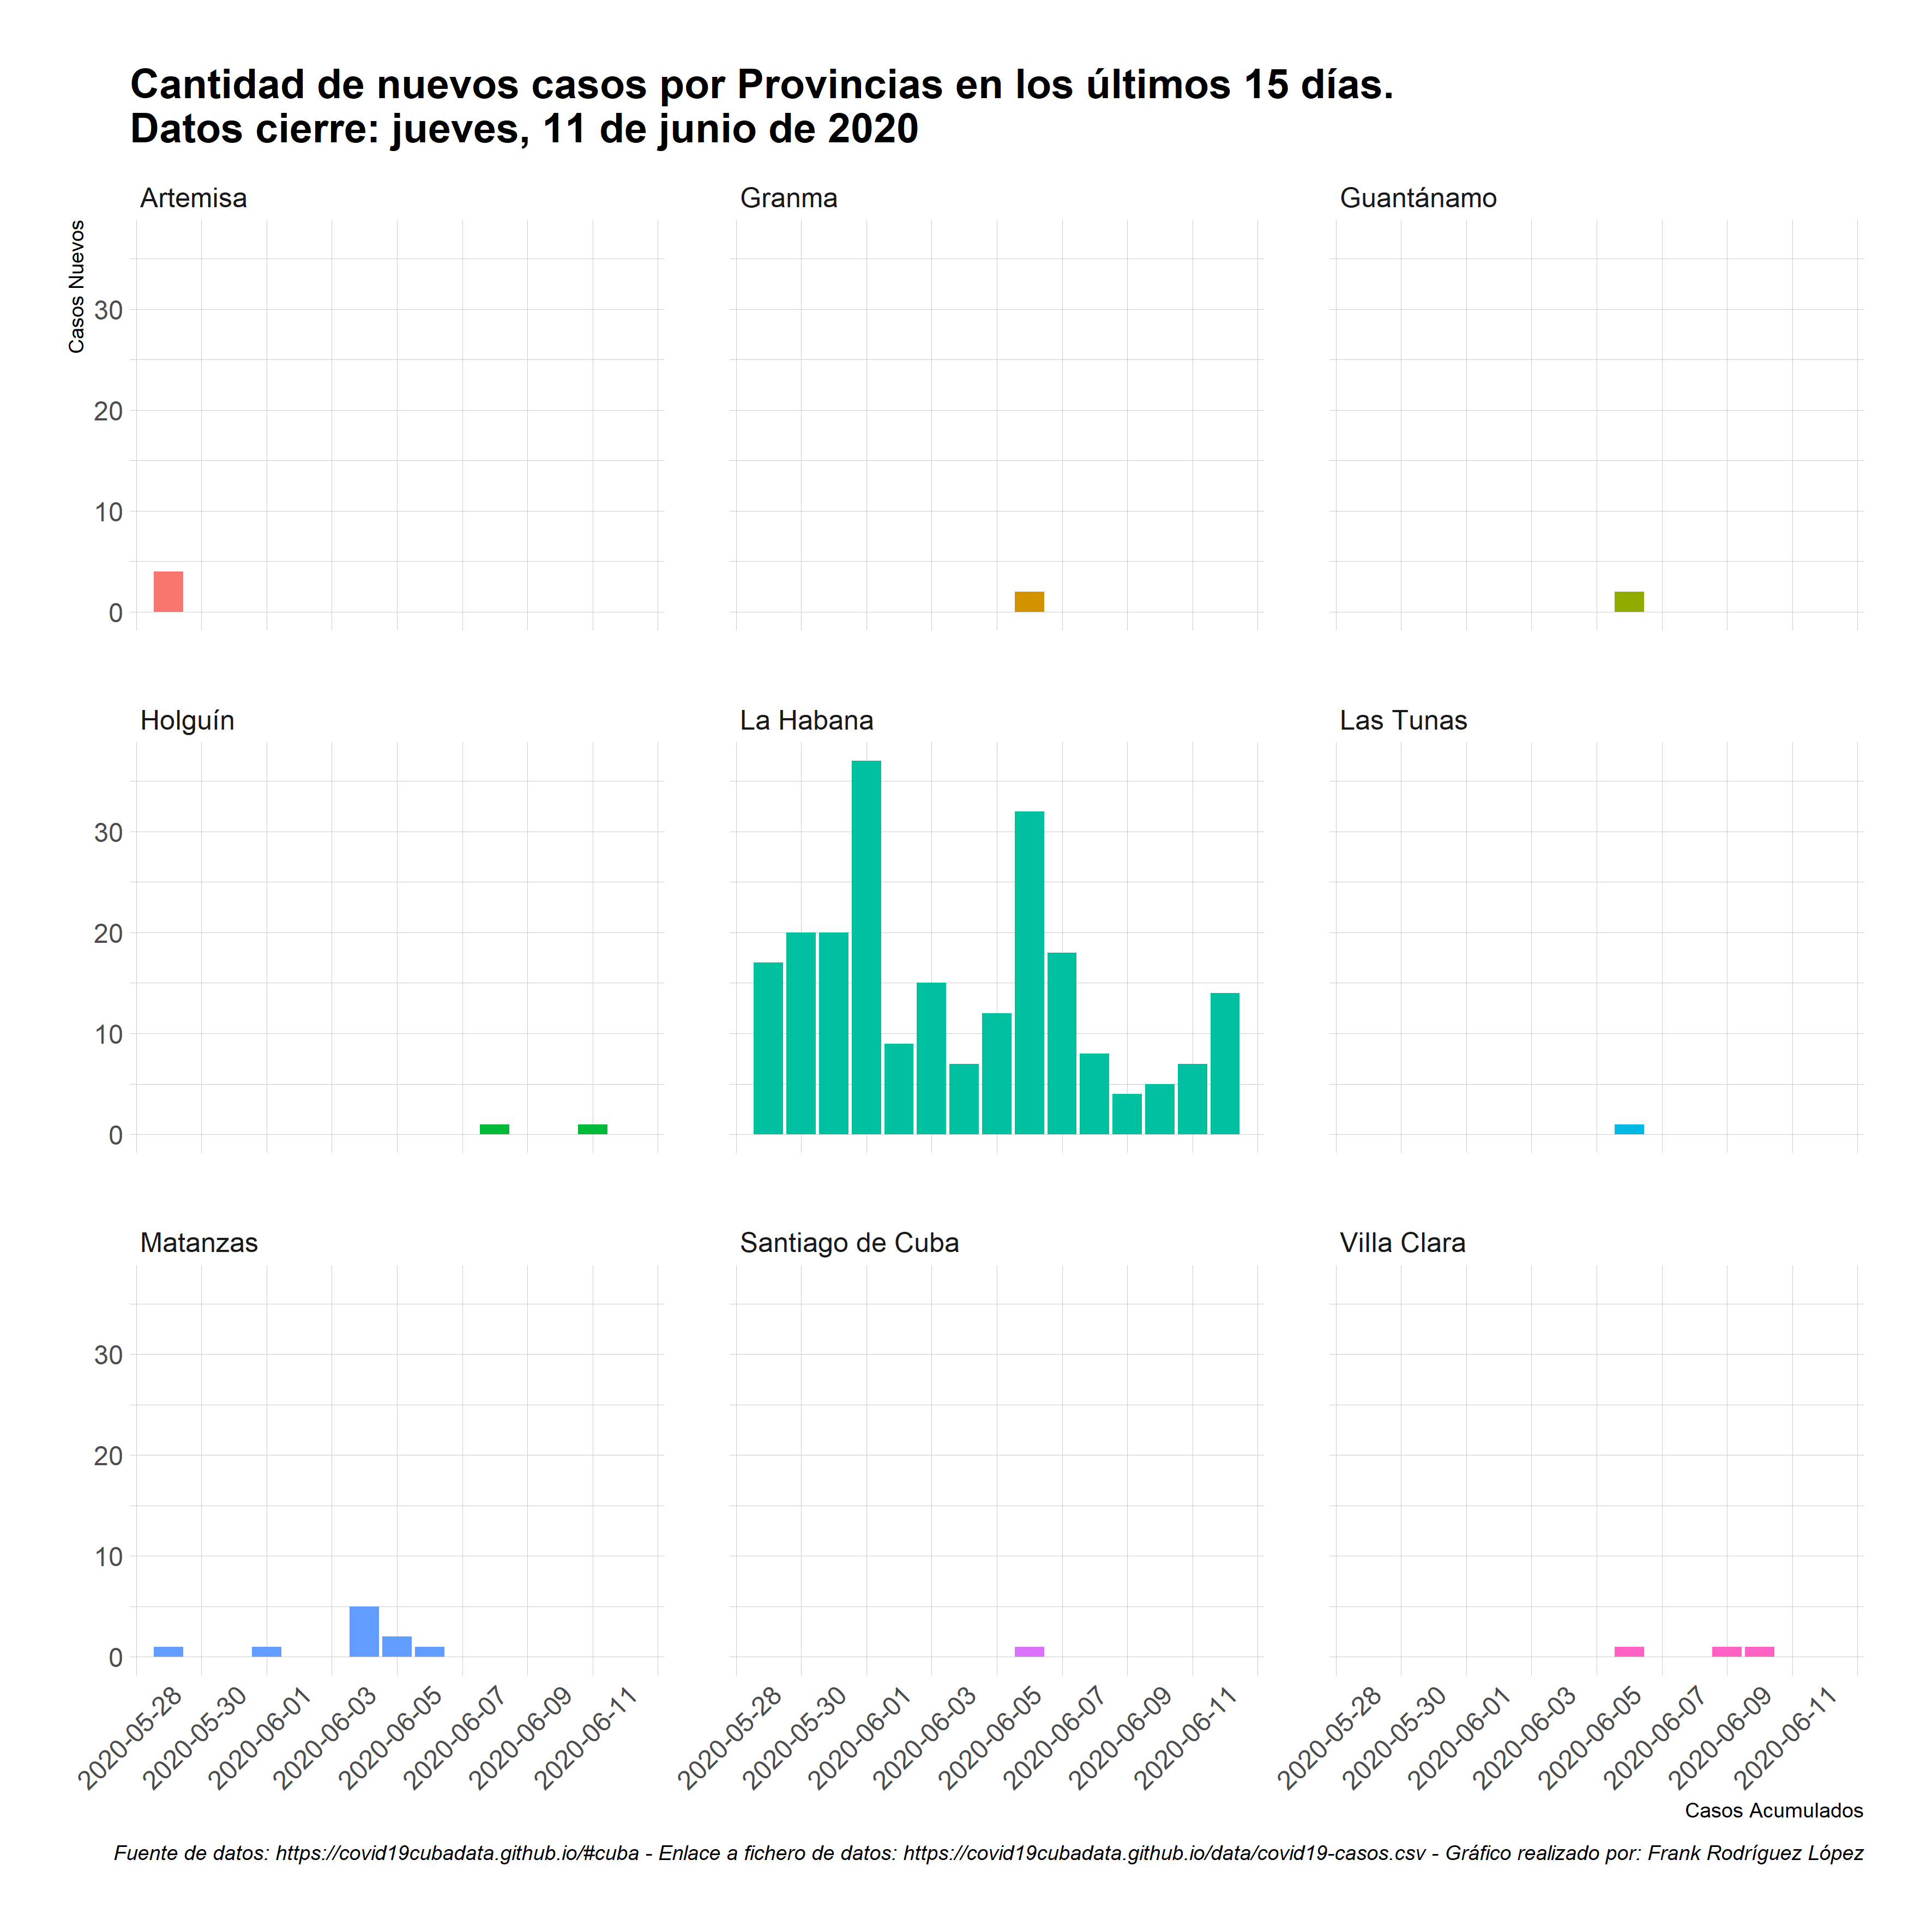 Cantidad de nuevos casos por Provincias en los últimos 15 días.
Datos cierre: jueves, 11 de junio de 2020
Artemisa
Granma
Guantánamo
Casos Nuevos
30
20
10
0
Holguín
La Habana
Las Tunas
30
20
10
0
Matanzas
Santiago de Cuba
Villa Clara
30
20
10
0
2020-05-28
2020-05-30
2020-06-01
2020-06-03
2020-06-05
2020-06-07
2020-06-09
2020-06-11
2020-05-28
2020-05-30
2020-06-01
2020-06-03
2020-06-05
2020-06-07
2020-06-09
2020-06-11
2020-05-28
2020-05-30
2020-06-01
2020-06-03
2020-06-05
2020-06-07
2020-06-09
2020-06-11
Casos Acumulados
Fuente de datos: https://covid19cubadata.github.io/#cuba - Enlace a fichero de datos: https://covid19cubadata.github.io/data/covid19-casos.csv - Gráfico realizado por: Frank Rodríguez López